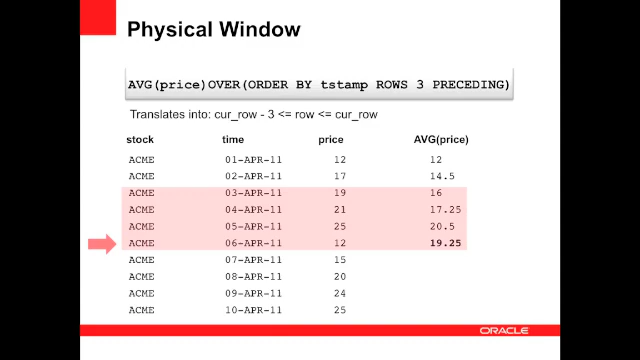 Physical Window
AVG(price)OVER(ORDER BY tstamp ROWS 3 PRECEDING)
Translates into: cur_row - 3 <= row <= cur_row
stock time price AVG(price)
ACME 01-APR-11 12 12
ACME 02-APR-11 17 14.5
ACME 03-APR-11 19 16
ACME 04-APR-11 21 17.25
ACME 05-APR-11 25 20.5
ACME 06-APR-11 12 19.25
ACME 07-APR-11 15
ACME 08-APR-11 20
ACME 09-APR-11 24
ACME 10-APR-11 25
ORACLE